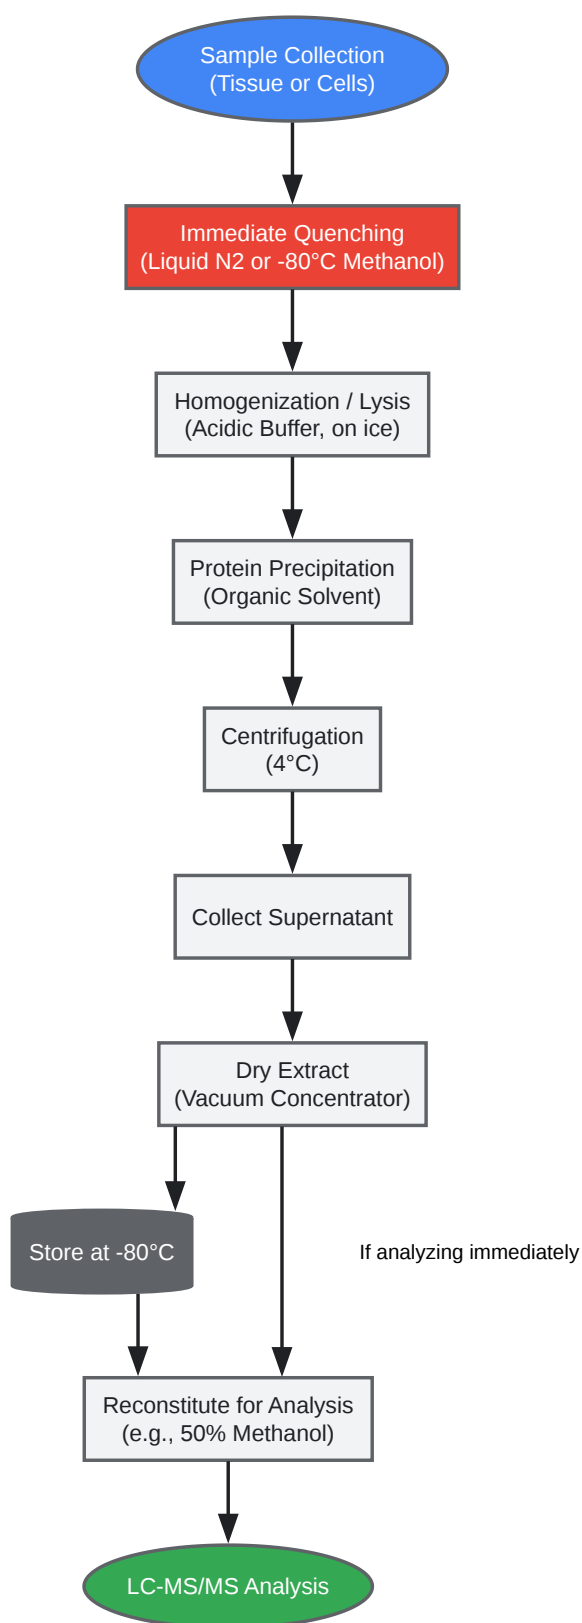 Sample Collection
(Tissue or Cells)
Immediate Quenching
(Liquid N2 or -80°C Methanol)
Homogenization / Lysis
(Acidic Buffer, on ice)
Protein Precipitation
(Organic Solvent)
Centrifugation
(4°C)
Collect Supernatant
Dry Extract
(Vacuum Concentrator)
Store at -80°C
If analyzing immediately
Reconstitute for Analysis
(e.g., 50% Methanol)
LC-MS/MS Analysis